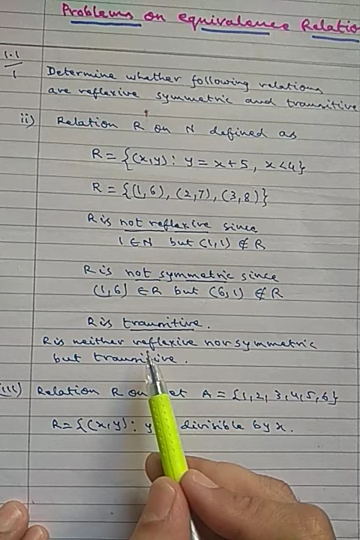 Problems on equivalence Relatio
1.1
1
Determine whether following relations
are reflexive symmetric and transitive
ii) Relation R on N defined as
R = {(x,y) : y = x+5, x<4}
R = {(1,6), (2,7), (3,8)}
R is not reflexive since
1 ∈ N but (1,1) ∉ R
R is not symmetric since
(1,6) ∈ R but (6,1) ∉ R
R is transitive.
R is neither reflexive nor symmetric
but transitive.
iii) Relation R on et A = {1,2,3,4,5,6}
R = {(x,y) : y divisible by x.